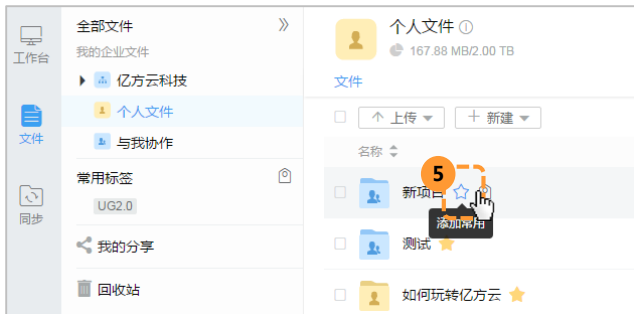 工作台
文件
同步
全部文件
我的企业文件
亿方云科技
个人文件
与我协作
常用标签
UG2.0
我的分享
回收站
个人文件
167.88 MB/2.00 TB
文件
上传
新建
名称
5
新项目
添加常用
测试
如何玩转亿方云